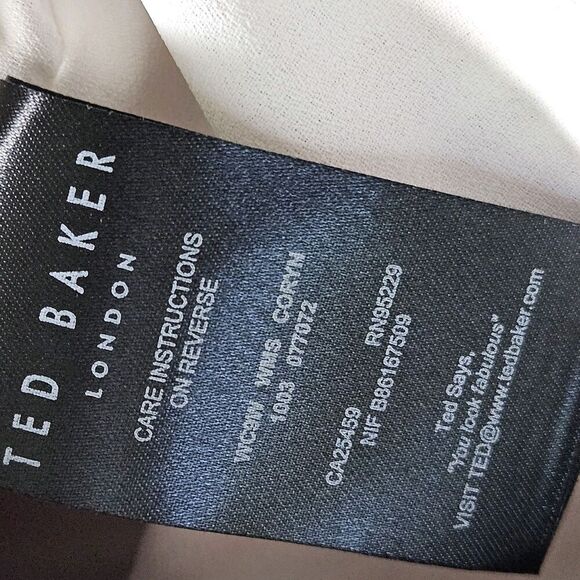 TED BAKER
LONDON
CARE INSTRUCTIONS
ON REVERSE
WC9W WHS CORYN
1003 077072
CA25459 RN95229
NIF B86167509
Ted Says,
"You look fabulous"
VISIT TED@www.tedbaker.com